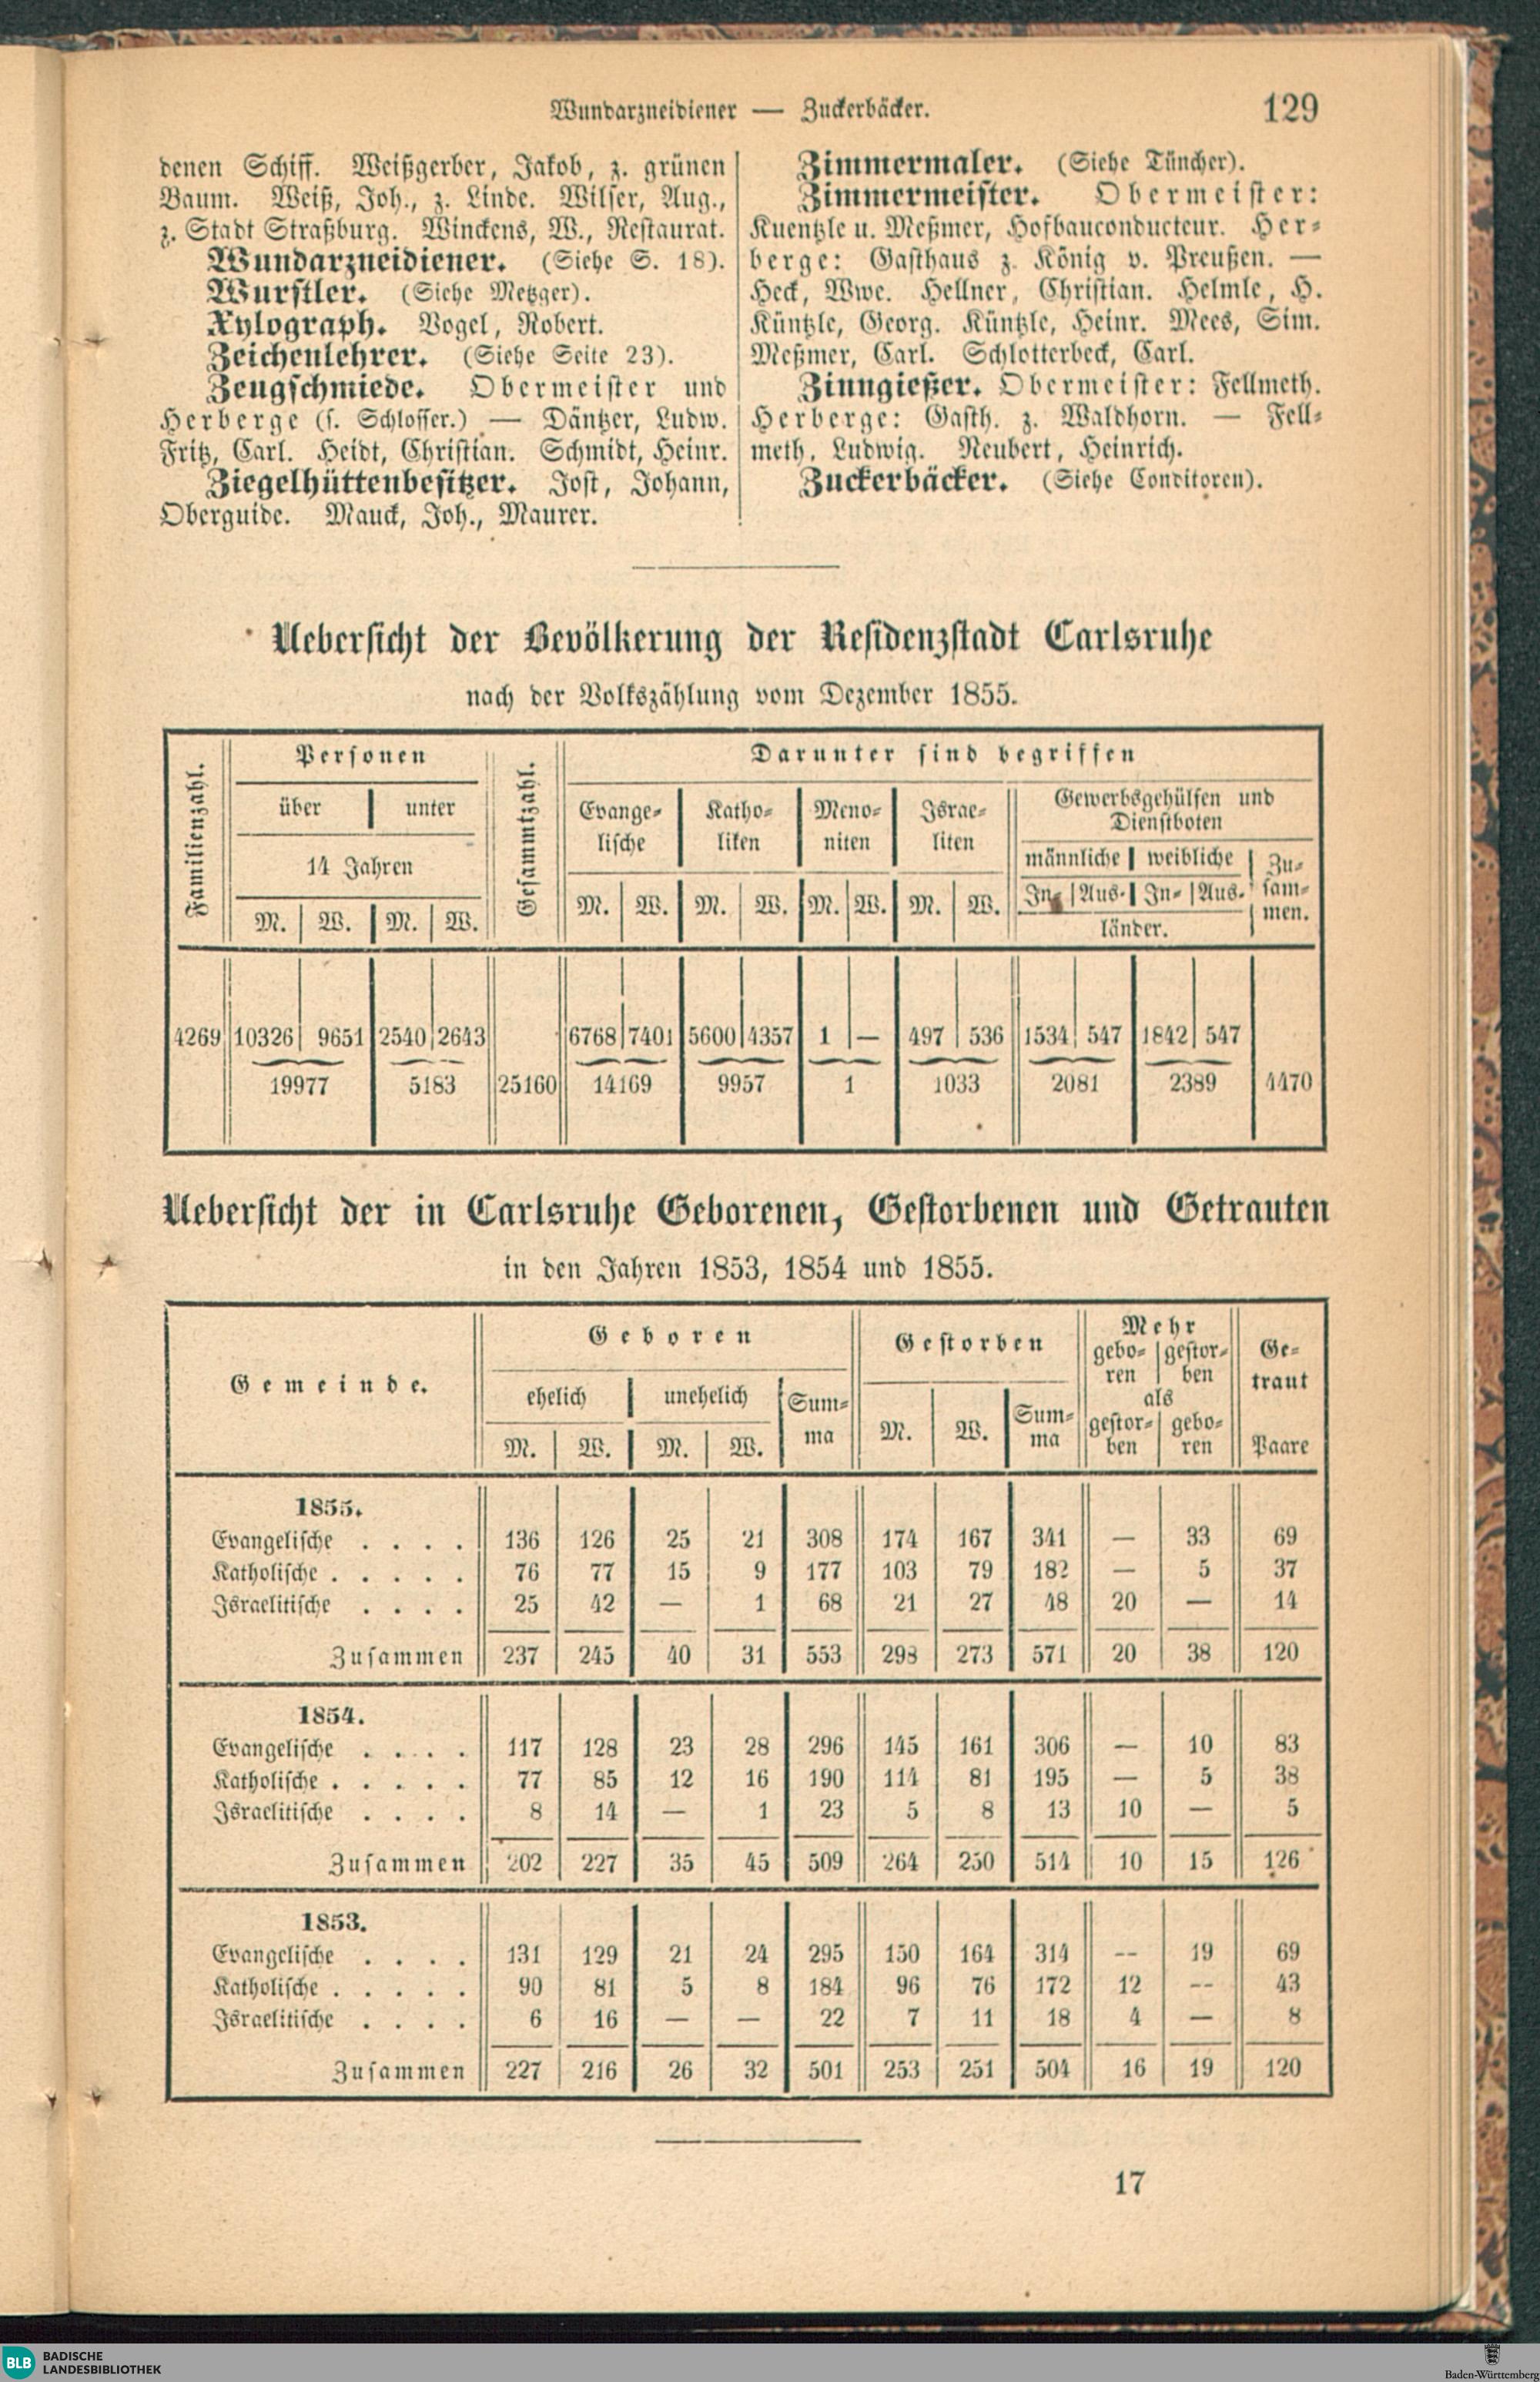 Wundarzneidiener — Zuckerbäcker.
129
denen Schiff. Weißgerber, Jakob, z. grünen
Baum. Weiß, Joh., z. Linde. Wilser, Aug.,
z. Stadt Straßburg. Winckens, W., Restaurat.
Wundarzneidiener. (Siehe S. 18).
Wurstler. (Siehe Metzger).
Xylograph. Vogel, Robert.
Zeichenlehrer. (Siehe Seite 23).
Zeugschmiede. Obermeister und
Herberge (s. Schlosser.) — Däntzer, Ludw.
Fritz, Carl. Heidt, Christian. Schmidt, Heinr.
Ziegelhüttenbesitzer. Jost, Johann,
Oberguide. Mauck, Joh., Maurer.
Zimmermaler. (Siehe Tüncher).
Zimmermeister. Obermeister:
Kuentzle u. Meßmer, Hofbauconducteur. Her-
berge: Gasthaus z. König v. Preußen. —
Heck, Wwe. Hellner, Christian. Helmle, H.
Küntzle, Georg. Küntzle, Heinr. Mees, Sim.
Meßmer, Carl. Schlotterbeck, Carl.
Zinngießer. Obermeister: Fellmeth.
Herberge: Gasth. z. Waldhorn. — Fell-
meth, Ludwig. Neubert, Heinrich.
Zuckerbäcker. (Siehe Conditoren).
Uebersicht der Bevölkerung der Residenzstadt Carlsruhe
nach der Volkszählung vom Dezember 1855.
Familienzahl.
Personen
über | unter
14 Jahren
M. | W. | M. | W.
Gesammtzahl.
Darunter sind begriffen
Evange-
lische
Katho-
liken
Meno-
niten
Israe-
liten
M. | W. | M. | W. | M. | W. | M. | W.
Gewerbsgehülfen und
Dienstboten
männliche | weibliche
In- | Aus- | In- | Aus-
länder.
Zu-
sam-
men.
4269 10326 9651 2540 2643 6768 7401 5600 4357 1 — 497 536 1534 547 1842 547
19977 5183 25160 14169 9957 1 1033 2081 2389 4470
Uebersicht der in Carlsruhe Geborenen, Gestorbenen und Getrauten
in den Jahren 1853, 1854 und 1855.
Gemeinde.
Geboren
ehelich | unehelich
M. | W. | M. | W.
Sum-
ma
Gestorben
M. | W.
Sum-
ma
Mehr
gebo- | gestor-
ren | ben
als
gestor- | gebo-
ben | ren
Ge-
traut
Paare
1855.
Evangelische . . . . 136 126 25 21 308 174 167 341 — 33 69
Katholische . . . . . 76 77 15 9 177 103 79 182 — 5 37
Israelitische . . . . 25 42 — 1 68 21 27 48 20 — 14
Zusammen 237 245 40 31 553 298 273 571 20 38 120
1854.
Evangelische . . . . 117 128 23 28 296 145 161 306 — 10 83
Katholische . . . . . 77 85 12 16 190 114 81 195 — 5 38
Israelitische . . . . 8 14 — 1 23 5 8 13 10 — 5
Zusammen 202 227 35 45 509 264 250 514 10 15 126
1853.
Evangelische . . . . 131 129 21 24 295 150 164 314 -- 19 69
Katholische . . . . . 90 81 5 8 184 96 76 172 12 -- 43
Israelitische . . . . 6 16 — — 22 7 11 18 4 — 8
Zusammen 227 216 26 32 501 253 251 504 16 19 120
17
BLB BADISCHE
LANDESBIBLIOTHEK
Baden-Württemberg